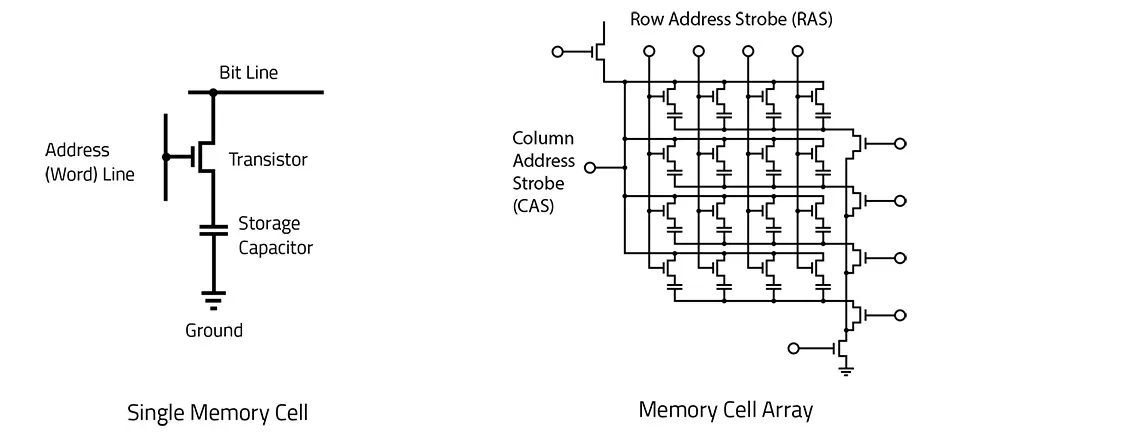 Bit Line
Address
(Word) Line
Transistor
Storage
Capacitor
Ground
Single Memory Cell
Row Address Strobe (RAS)
Column
Address
Strobe
(CAS)
Memory Cell Array